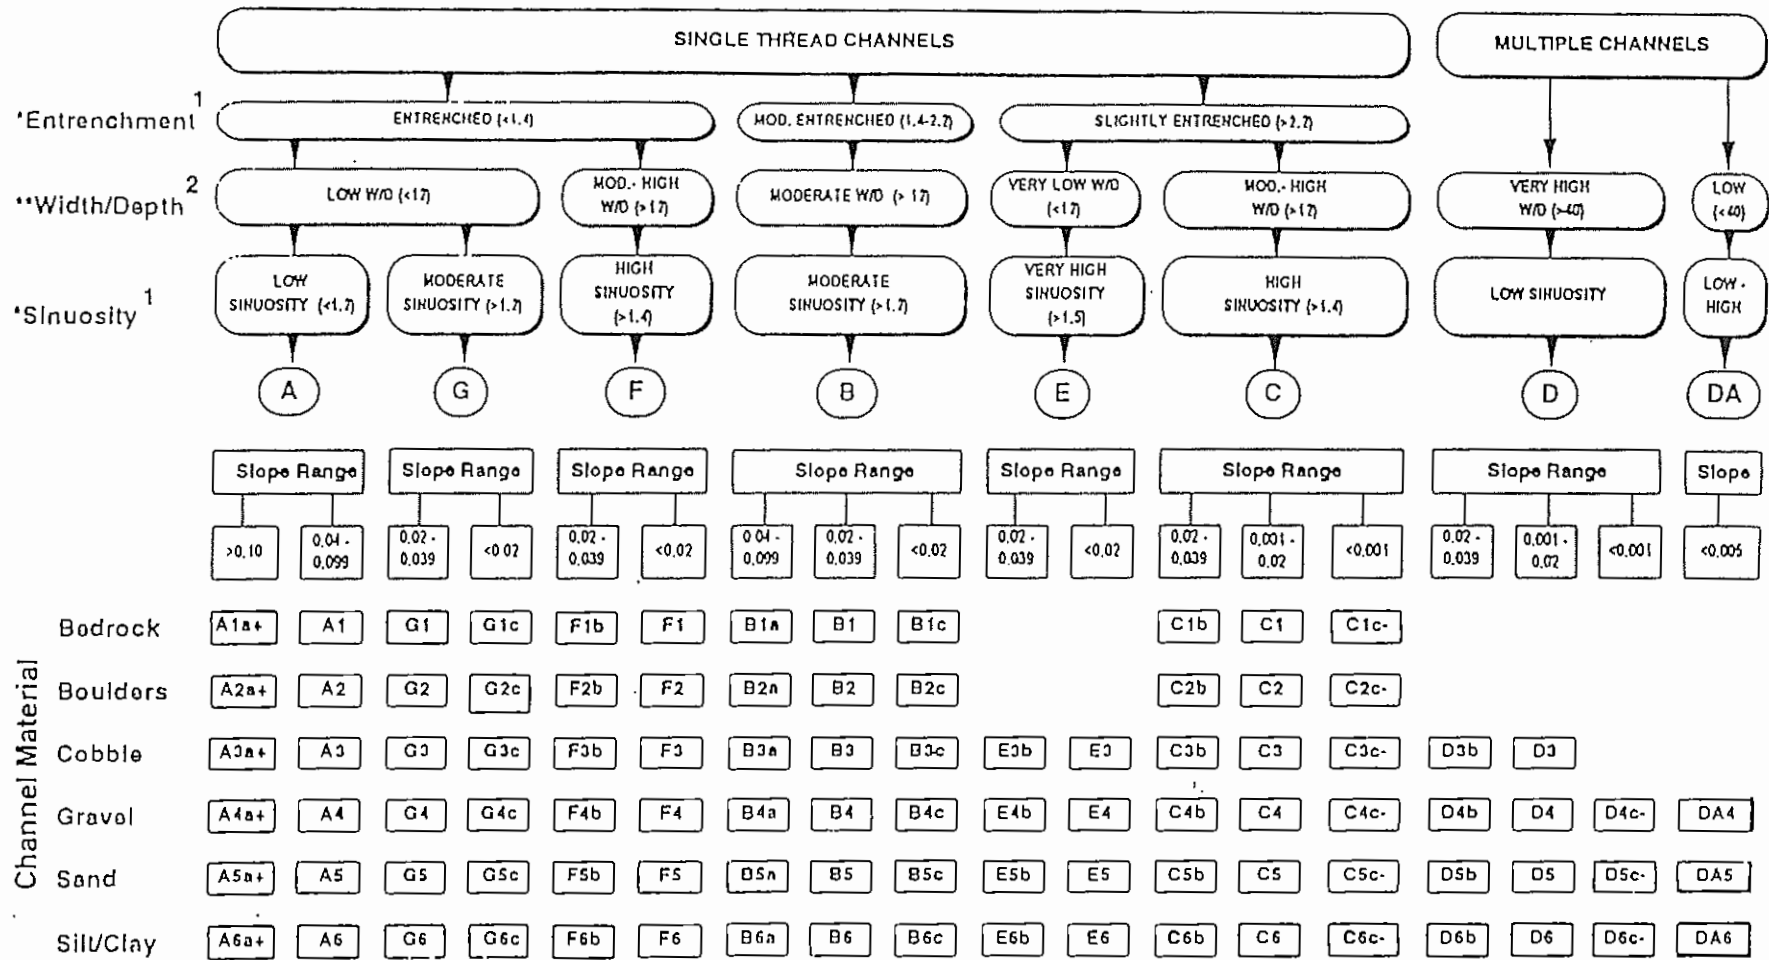 SINGLE THREAD CHANNELS
MULTIPLE CHANNELS
*Entrenchment 1
ENTRENCHED (<1.4)
MOD. ENTRENCHED (1.4-2.2)
SLIGHTLY ENTRENCHED (>2.2)
**Width/Depth 2
LOW W/D (<12)
MOD.- HIGH
W/D (>12)
MODERATE W/D (>12)
VERY LOW W/D
(<12)
MOD.- HIGH
W/D (>12)
VERY HIGH
W/D (>40)
LOW
(<40)
*Sinuosity 1
LOW
SINUOSITY (<1.2)
MODERATE
SINUOSITY (>1.2)
HIGH
SINUOSITY
(>1.4)
MODERATE
SINUOSITY (>1.2)
VERY HIGH
SINUOSITY
(>1.5)
HIGH
SINUOSITY (>1.4)
LOW SINUOSITY
LOW -
HIGH
A G F B E C D DA
Slope Range Slope Range Slope Range Slope Range Slope Range Slope Range Slope Range Slope
>0.10
0.04 -
0.099
0.02 -
0.039
<0.02
0.02 -
0.039
<0.02
0.04 -
0.099
0.02 -
0.039
<0.02
0.02 -
0.039
<0.02
0.02 -
0.039
0.001 -
0.02
<0.001
0.02 -
0.039
0.001 -
0.02
<0.001
<0.005
Channel Material
Bedrock A1a+ A1 G1 G1c F1b F1 B1a B1 B1c C1b C1 C1c-
Boulders A2a+ A2 G2 G2c F2b F2 B2a B2 B2c C2b C2 C2c-
Cobble A3a+ A3 G3 G3c F3b F3 B3a B3 B3c E3b E3 C3b C3 C3c- D3b D3
Gravel A4a+ A4 G4 G4c F4b F4 B4a B4 B4c E4b E4 C4b C4 C4c- D4b D4 D4c- DA4
Sand A5a+ A5 G5 G5c F5b F5 B5a B5 B5c E5b E5 C5b C5 C5c- D5b D5 D5c- DA5
Silt/Clay A6a+ A6 G6 G6c F6b F6 B6a B6 B6c E6b E6 C6b C6 C6c- D6b D6 D6c- DA6